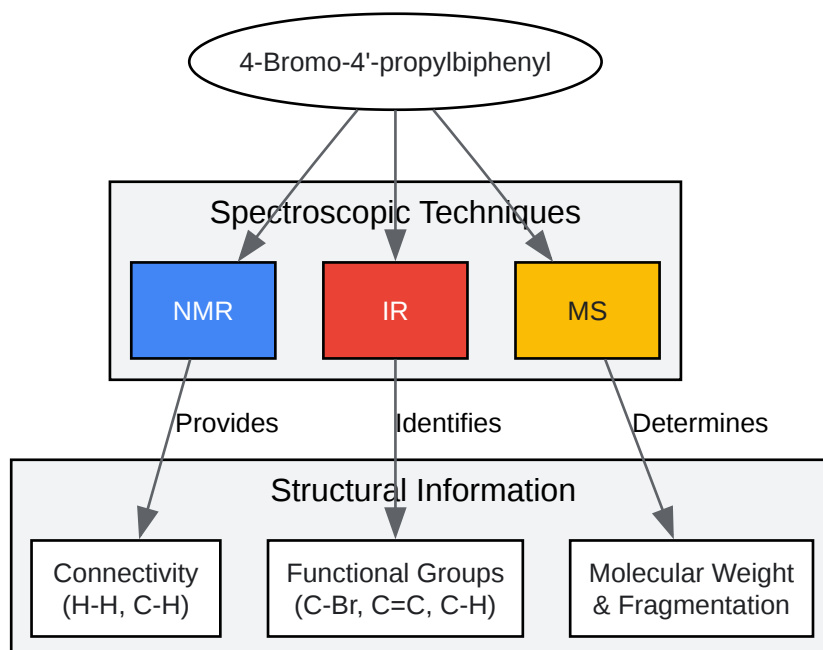 4-Bromo-4'-propylbiphenyl
Spectroscopic Techniques
NMR
IR
MS
Provides
Identifies
Determines
Structural Information
Connectivity
(H-H, C-H)
Functional Groups
(C-Br, C=C, C-H)
Molecular Weight
& Fragmentation